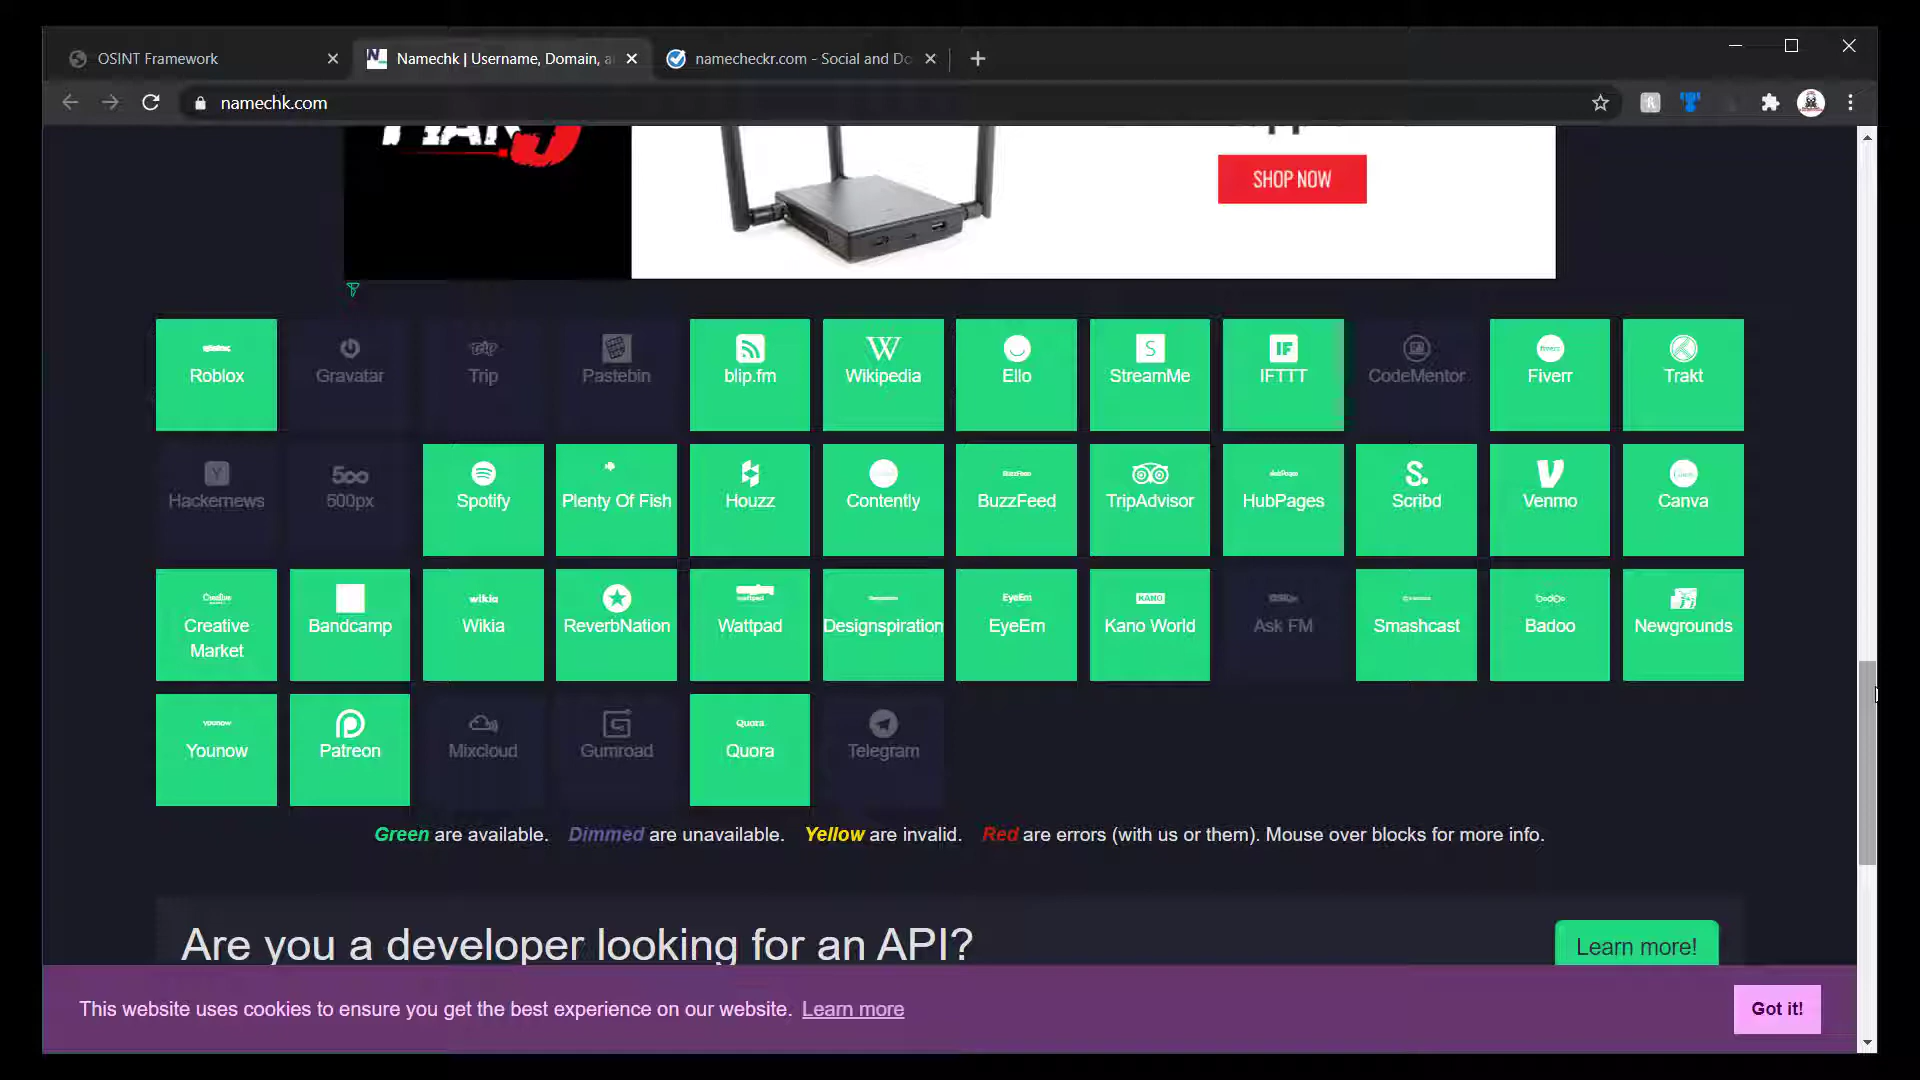 OSINT Framework
Namechk | Username, Domain, a
namecheckr.com - Social and Do
namechk.com
SHOP NOW
Roblox Gravatar Trip Pastebin blip.fm Wikipedia Ello StreamMe IFTTT CodeMentor Fiverr Trakt
Hackernews 500px Spotify Plenty Of Fish Houzz Contently BuzzFeed TripAdvisor HubPages Scribd Venmo Canva
Creative Market Bandcamp Wikia ReverbNation Wattpad Designspiration EyeEm Kano World Ask FM Smashcast Badoo Newgrounds
Younow Patreon Mixcloud Gumroad Quora Telegram
Green are available. Dimmed are unavailable. Yellow are invalid. Red are errors (with us or them). Mouse over blocks for more info.
Are you a developer looking for an API?
Learn more!
This website uses cookies to ensure you get the best experience on our website. Learn more
Got it!